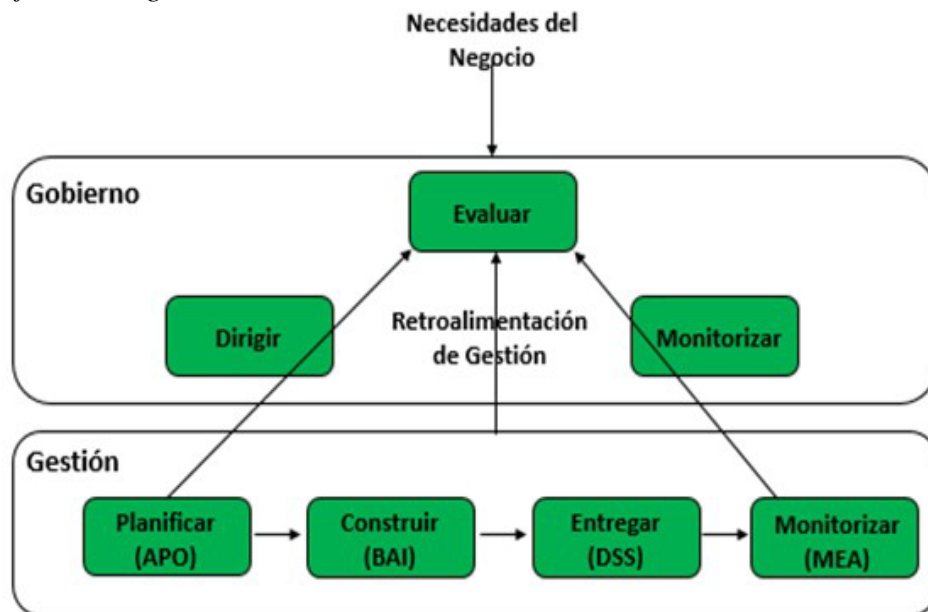 Necesidades del
Negocio
Gobierno
Evaluar
Dirigir
Retroalimentación
de Gestión
Monitorizar
Gestión
Planificar
(APO)
Construir
(BAI)
Entregar
(DSS)
Monitorizar
(MEA)